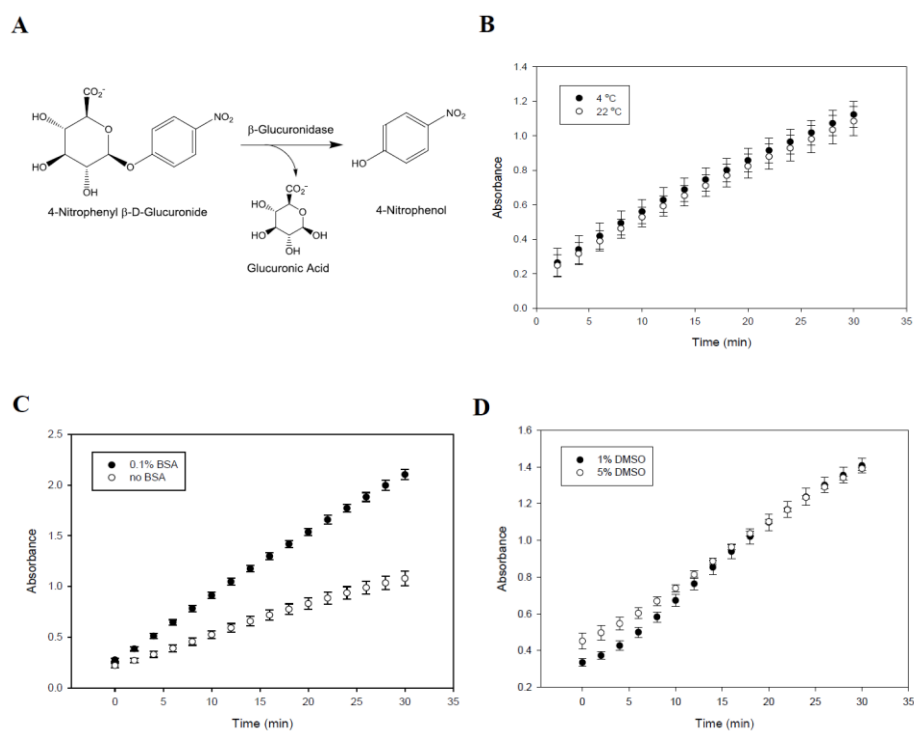 A
CO₂⁻
HO
O
HO
O
OH
NO₂
4-Nitrophenyl β-D-Glucuronide
β-Glucuronidase
CO₂⁻
HO
O
HO
OH
OH
Glucuronic Acid
NO₂
HO
4-Nitrophenol
B
1.4
1.2
1.0
0.8
0.6
0.4
0.2
0.0
Absorbance
4 °C
22 °C
0 5 10 15 20 25 30 35
Time (min)
C
2.5
2.0
1.5
1.0
0.5
0.0
Absorbance
0.1% BSA
no BSA
0 5 10 15 20 25 30 35
Time (min)
D
1.6
1.4
1.2
1.0
0.8
0.6
0.4
0.2
Absorbance
1% DMSO
5% DMSO
0 5 10 15 20 25 30 35
Time (min)